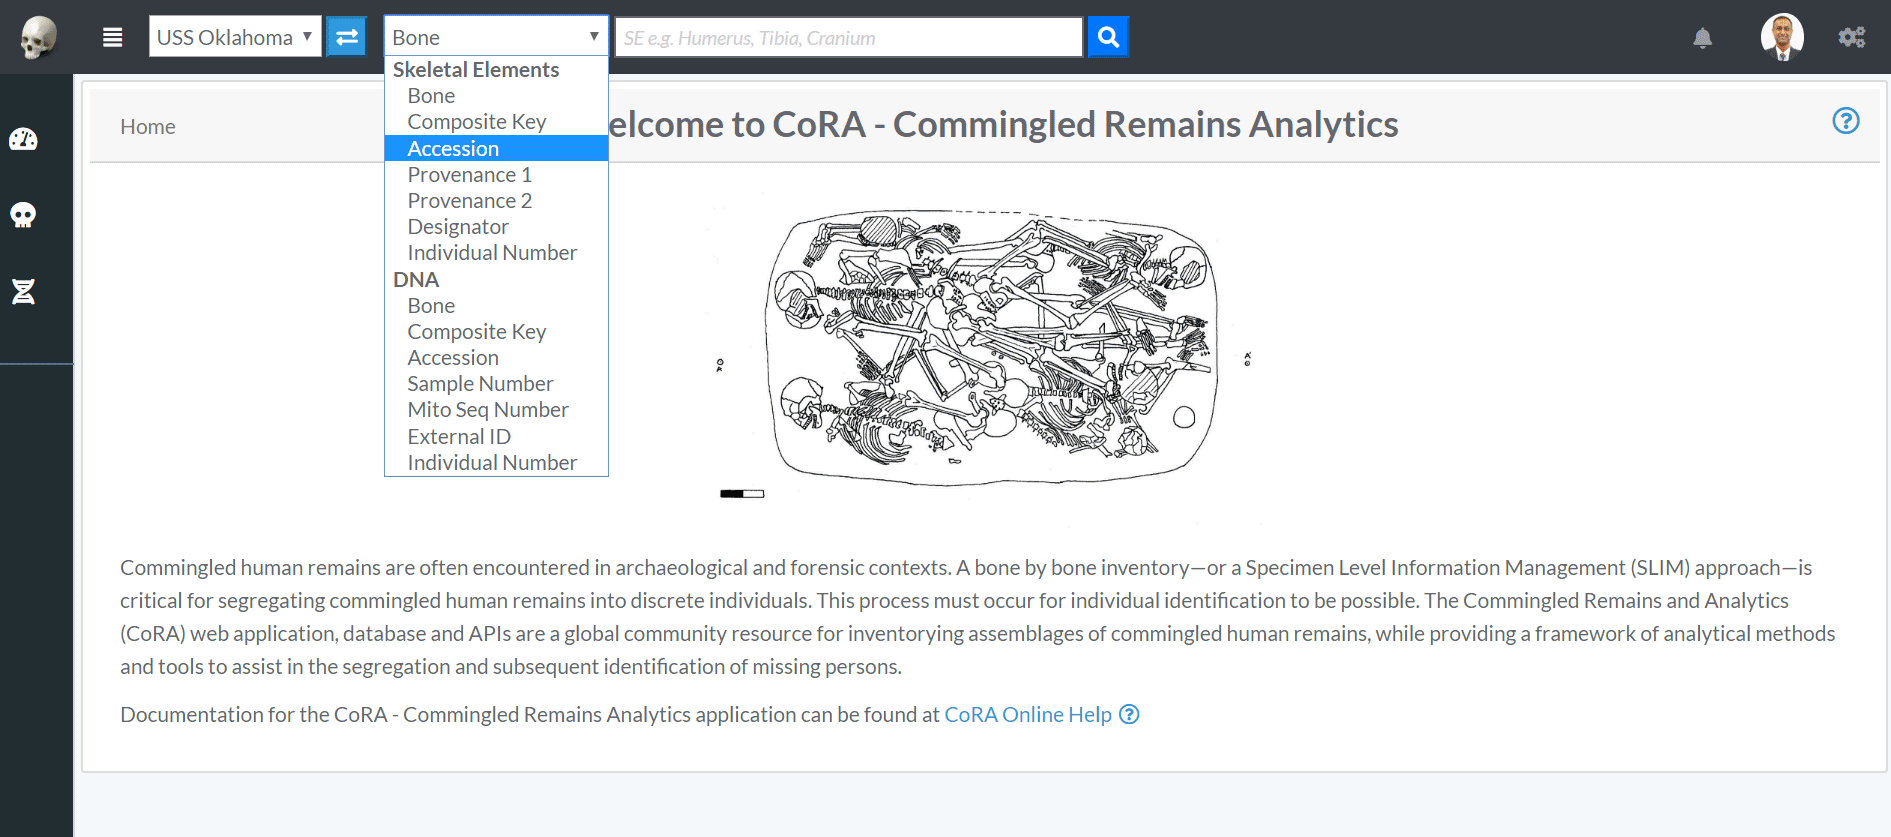 USS Oklahoma
Bone
SE e.g. Humerus, Tibia, Cranium
Skeletal Elements
Bone
Composite Key
Accession
Provenance 1
Provenance 2
Designator
Individual Number
DNA
Bone
Composite Key
Accession
Sample Number
Mito Seq Number
External ID
Individual Number
Home
elcome to CoRA - Commingled Remains Analytics
Commingled human remains are often encountered in archaeological and forensic contexts. A bone by bone inventory—or a Specimen Level Information Management (SLIM) approach—is
critical for segregating commingled human remains into discrete individuals. This process must occur for individual identification to be possible. The Commingled Remains and Analytics
(CoRA) web application, database and APIs are a global community resource for inventorying assemblages of commingled human remains, while providing a framework of analytical methods
and tools to assist in the segregation and subsequent identification of missing persons.
Documentation for the CoRA - Commingled Remains Analytics application can be found at CoRA Online Help